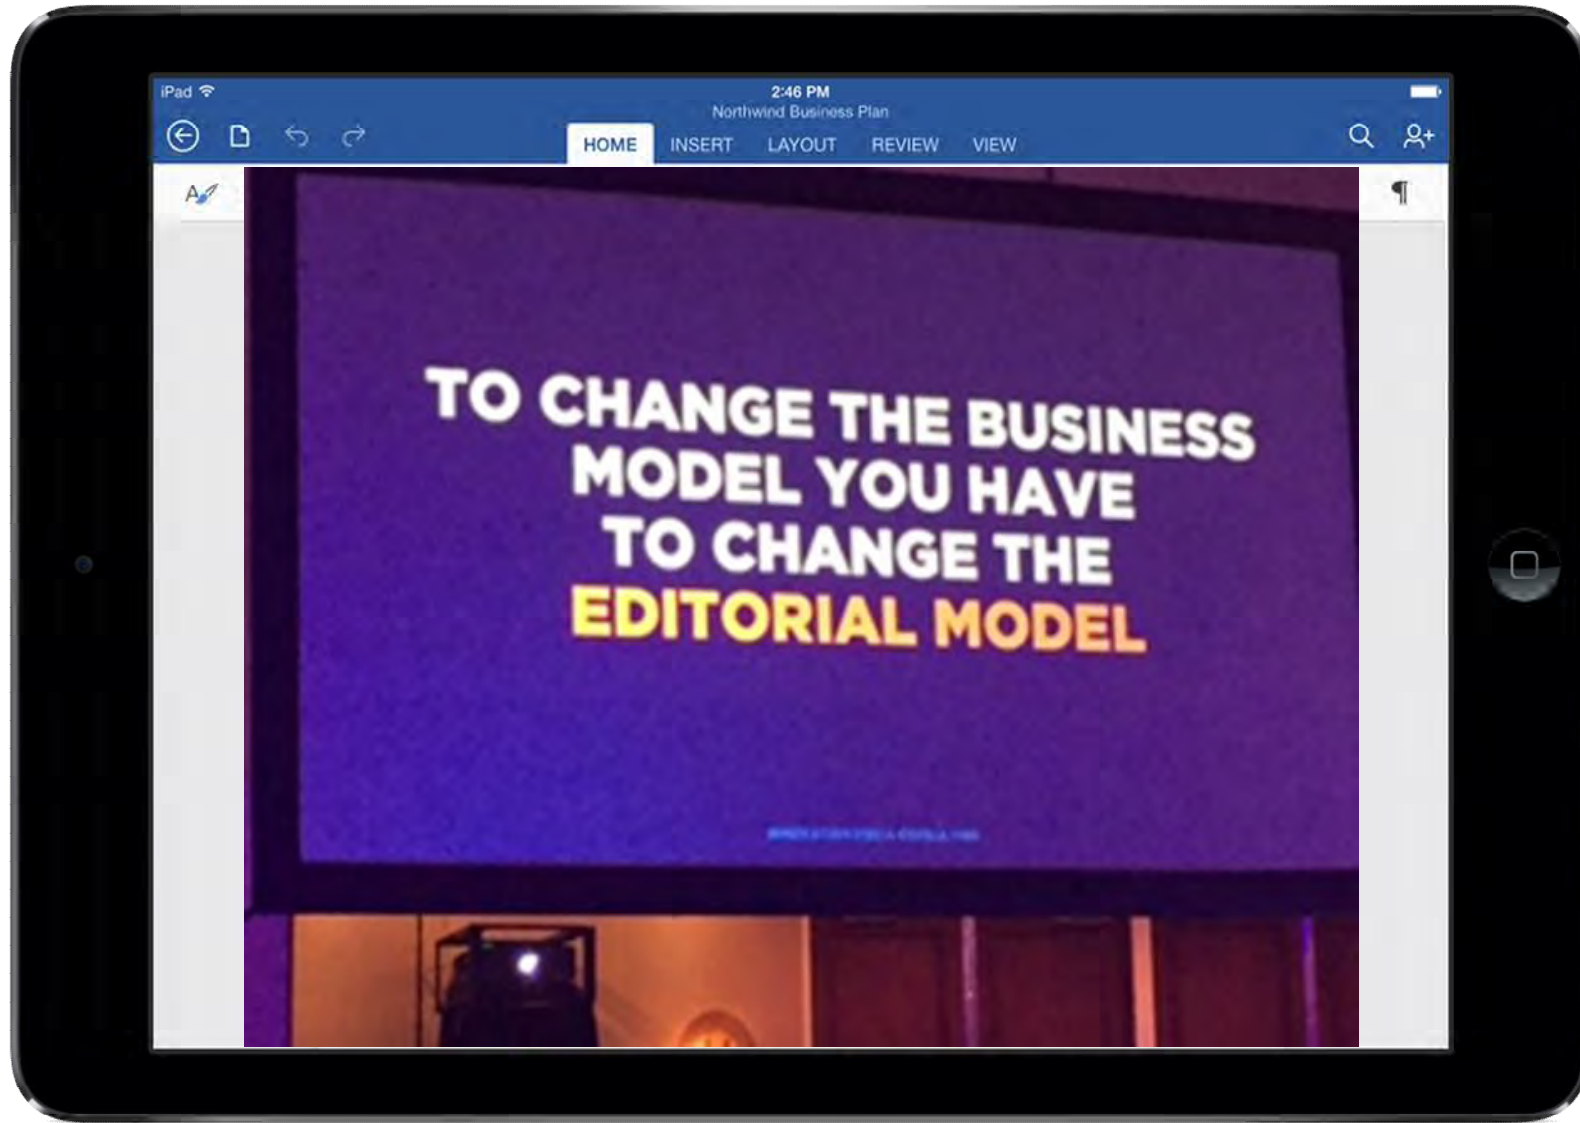 iPad
2:46 PM
Northwind Business Plan
HOME INSERT LAYOUT REVIEW VIEW
A
¶
TO CHANGE THE BUSINESS
MODEL YOU HAVE
TO CHANGE THE
EDITORIAL MODEL